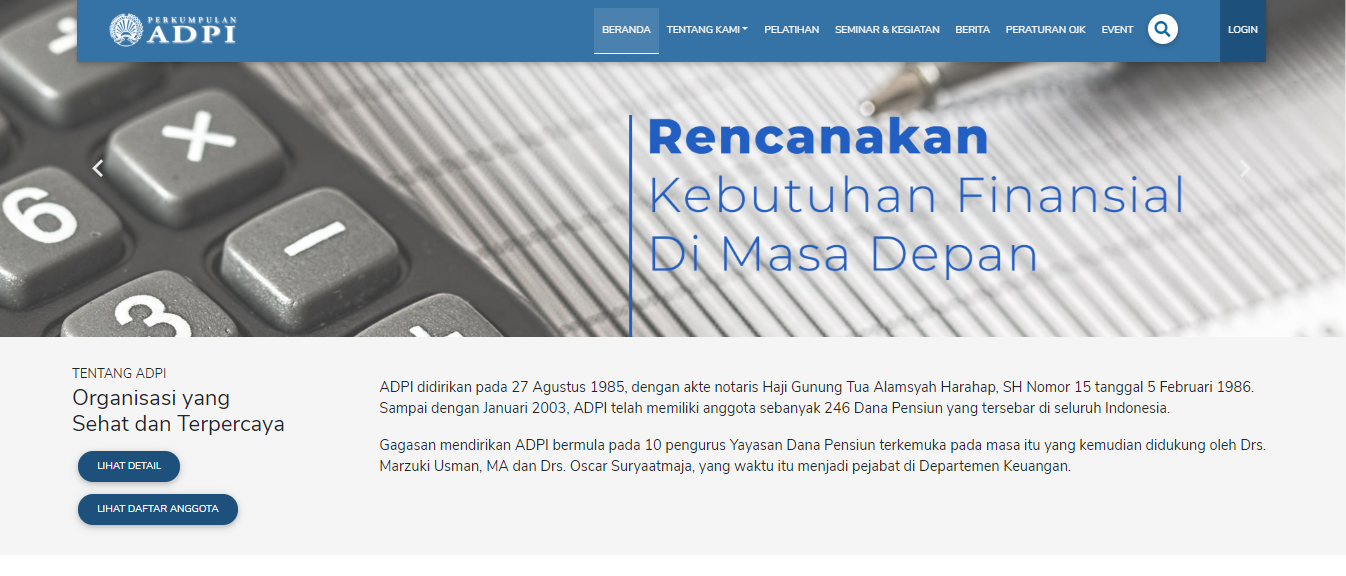 PERKUMPULAN
ADPI
BERANDA
TENTANG KAMI
PELATIHAN
SEMINAR & KEGIATAN
BERITA
PERATURAN OJK
EVENT
LOGIN
6
3
Rencanakan
Kebutuhan Finansial
Di Masa Depan
TENTANG ADPI
Organisasi yang
Sehat dan Terpercaya
LIHAT DETAIL
LIHAT DAFTAR ANGGOTA
ADPI didirikan pada 27 Agustus 1985, dengan akte notaris Haji Gunung Tua Alamsyah Harahap, SH Nomor 15 tanggal 5 Februari 1986.
Sampai dengan Januari 2003, ADPI telah memiliki anggota sebanyak 246 Dana Pensiun yang tersebar di seluruh Indonesia.
Gagasan mendirikan ADPI bermula pada 10 pengurus Yayasan Dana Pensiun terkemuka pada masa itu yang kemudian didukung oleh Drs.
Marzuki Usman, MA dan Drs. Oscar Suryaatmaja, yang waktu itu menjadi pejabat di Departemen Keuangan.